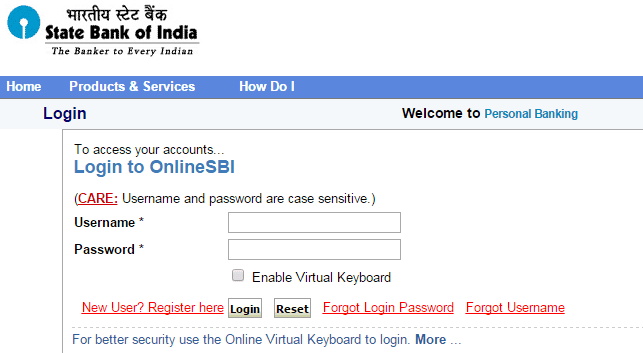 भारतीय स्टेट बैंक
State Bank of India
The Banker to Every Indian
Home Products & Services How Do I
Login Welcome to Personal Banking
To access your accounts...
Login to OnlineSBI
(CARE: Username and password are case sensitive.)
Username *
Password *
Enable Virtual Keyboard
New User? Register here Login Reset Forgot Login Password Forgot Username
For better security use the Online Virtual Keyboard to login. More ...